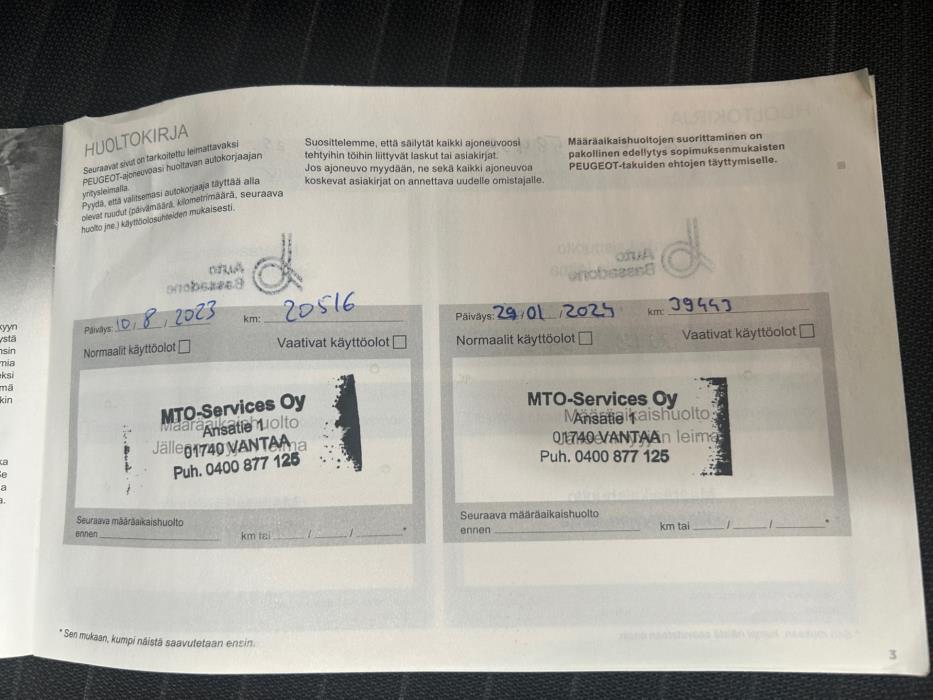 HUOLTOKIRJA
Seuraavat sivut on tarkoitettu leimattavaksi
PEUGEOT-ajoneuvoasi huoltavan autokorjaajan
yritysleimalla.
Pyydä, että valitsemasi autokorjaaja täyttää alla
olevat ruudut (päivämäärä, kilometrimäärä, seuraava
huolto jne.) käyttöolosuhteiden mukaisesti.
Suosittelemme, että säilytät kaikki ajoneuvoosi
tehtyihin töihin liittyvät laskut tai asiakirjat.
Jos ajoneuvo myydään, ne sekä kaikki ajoneuvoa
koskevat asiakirjat on annettava uudelle omistajalle.
Määräaikaishuoltojen suorittaminen on
pakollinen edellytys sopimuksenmukaisten
PEUGEOT-takuiden ehtojen täyttymiselle.
Päiväys: 10/8/2023 km: 20516
Normaalit käyttöolot Vaativat käyttöolot
MTO-Services Oy
Määräaikaishuolto
Ansatie 1
Jälleenmyyjän leima
01740 VANTAA
Puh. 0400 877 125
Seuraava määräaikaishuolto
ennen km tai / / *
Päiväys: 29/01/2024 km: 39443
Normaalit käyttöolot Vaativat käyttöolot
MTO-Services Oy
Määräaikaishuolto
Ansatie 1
Jälleenmyyjän leima
01740 VANTAA
Puh. 0400 877 125
Seuraava määräaikaishuolto
ennen km tai / / *
* Sen mukaan, kumpi näistä saavutetaan ensin.
3